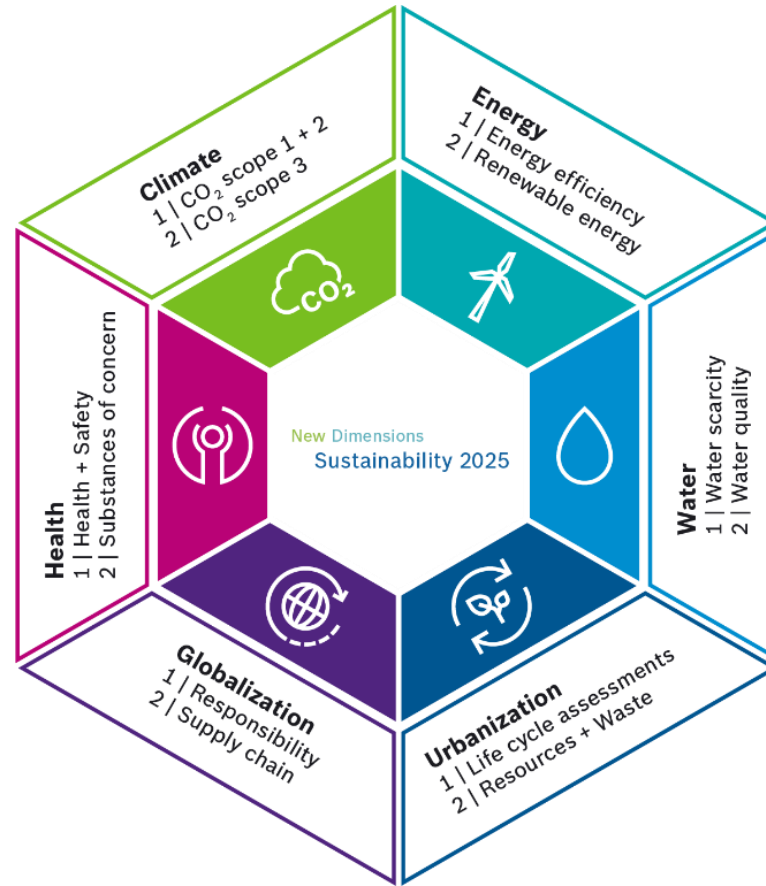 Climate
1 | CO₂ scope 1 + 2
2 | CO₂ scope 3
Energy
1 | Energy efficiency
2 | Renewable energy
Water
1 | Water scarcity
2 | Water quality
Urbanization
1 | Life cycle assessments
2 | Resources + Waste
Globalization
1 | Responsibility
2 | Supply chain
Health
1 | Health + Safety
2 | Substances of concern
CO₂
New Dimensions
Sustainability 2025